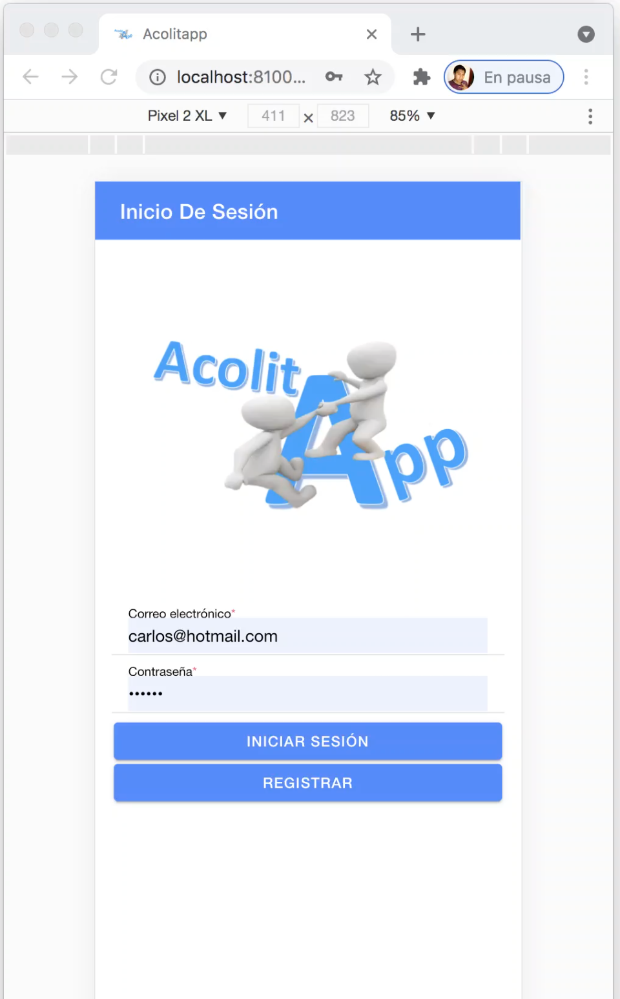 Acolitapp
localhost:8100...
En pausa
Pixel 2 XL
411 × 823
85%
Inicio De Sesión
Acolit
App
Correo electrónico*
carlos@hotmail.com
Contraseña*
••••••
INICIAR SESIÓN
REGISTRAR